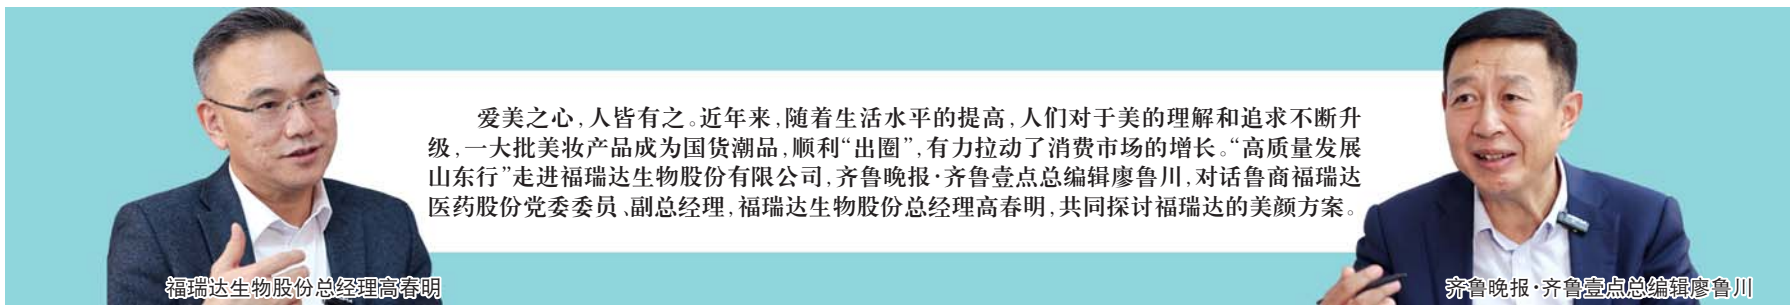 爱美之心，人皆有之。近年来，随着生活水平的提高，人们对于美的理解和追求不断升
级，一大批美妆产品成为国货潮品，顺利“出圈”，有力拉动了消费市场的增长。“高质量发展
山东行”走进福瑞达生物股份有限公司，齐鲁晚报·齐鲁壹点总编辑廖鲁川，对话鲁商福瑞达
医药股份党委委员、副总经理，福瑞达生物股份总经理高春明，共同探讨福瑞达的美颜方案。
福瑞达生物股份总经理高春明
齐鲁晚报·齐鲁壹点总编辑廖鲁川